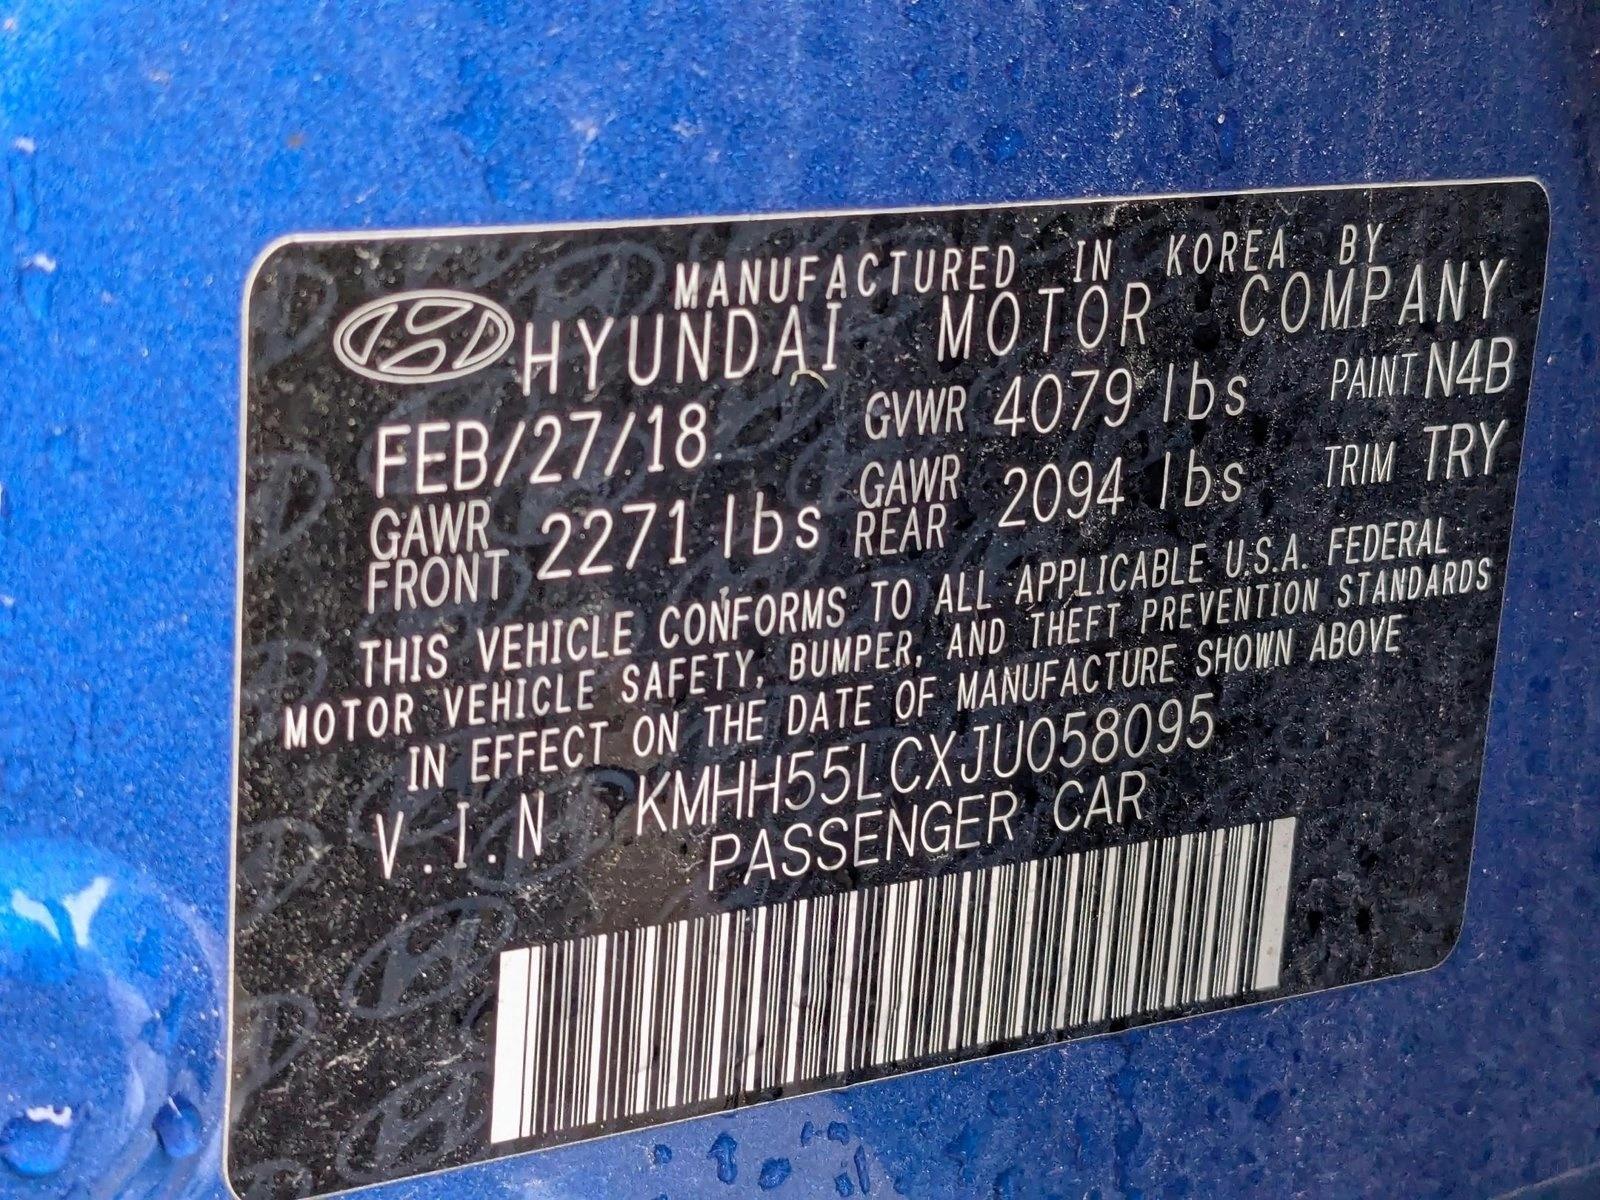 MANUFACTURED IN KOREA BY
HYUNDAI MOTOR COMPANY
FEB/27/18 GVWR 4079 lbs PAINT N4B
GAWR FRONT 2271 lbs GAWR REAR 2094 lbs TRIM TRY
THIS VEHICLE CONFORMS TO ALL APPLICABLE U.S.A. FEDERAL
MOTOR VEHICLE SAFETY, BUMPER, AND THEFT PREVENTION STANDARDS
IN EFFECT ON THE DATE OF MANUFACTURE SHOWN ABOVE
V.I.N KMHH55LCXJU058095
PASSENGER CAR